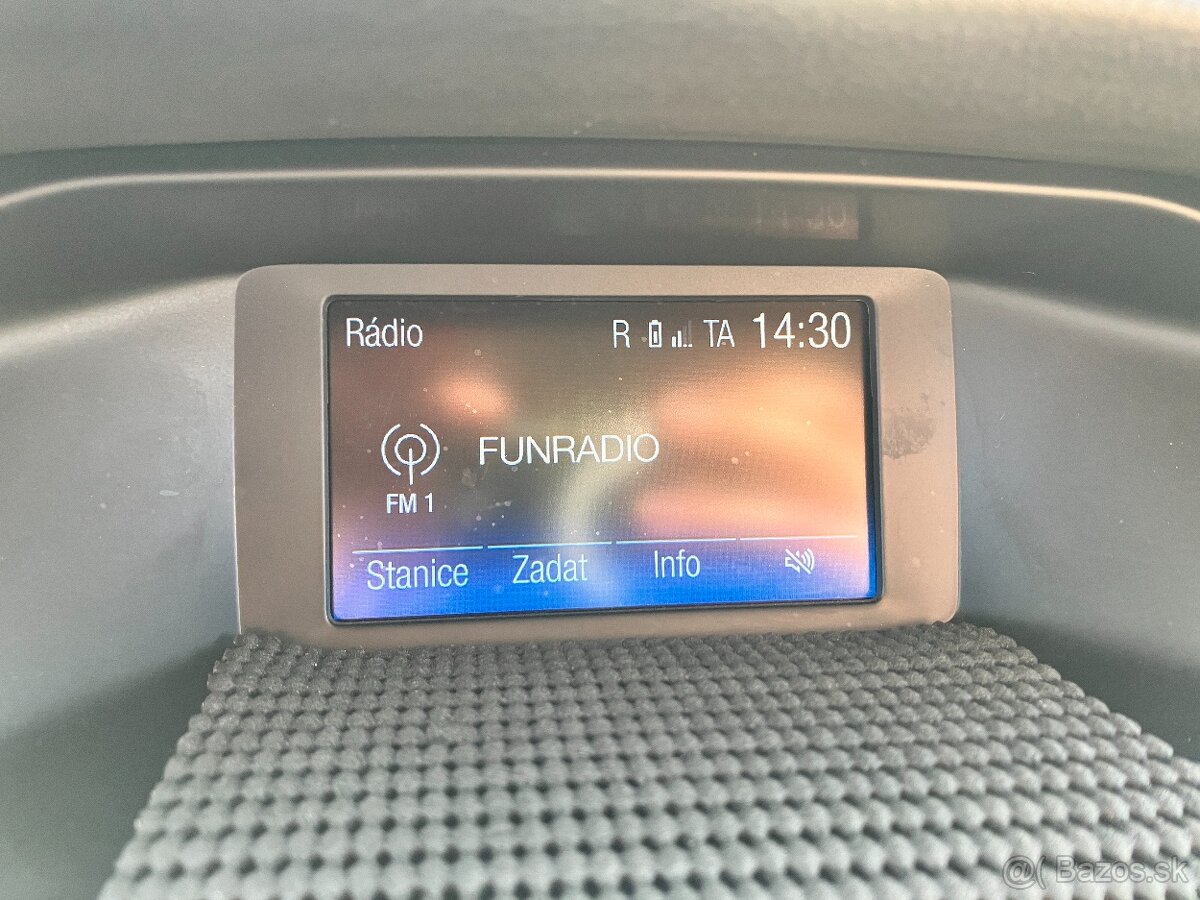 Rádio R TA 14:30
FUNRADIO
FM 1
Stanice Zadat Info
@( Bazos.sk